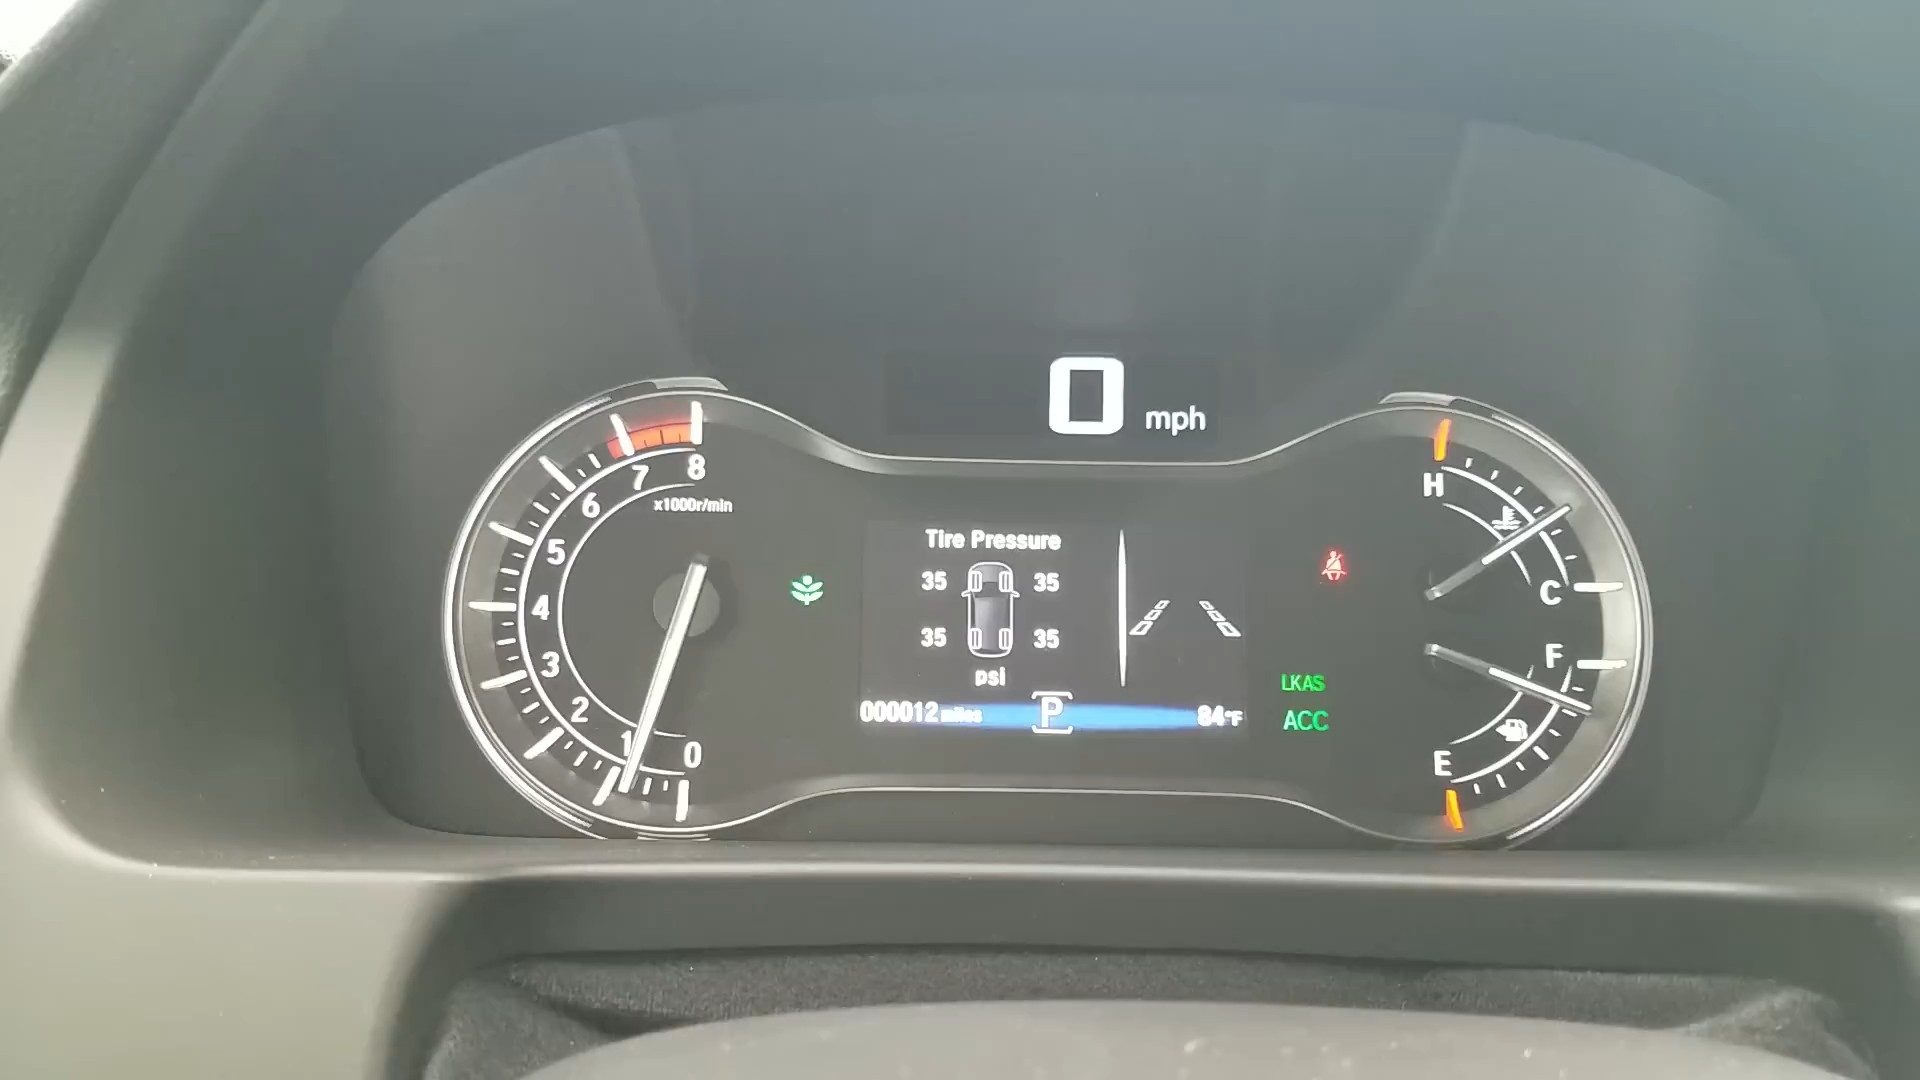 0 mph
8
7
6
5
4
3
2
1
0
x1000r/min
Tire Pressure
35 35
35 35
psi
000012 miles P 84°F
LKAS
ACC
H
C
F
E